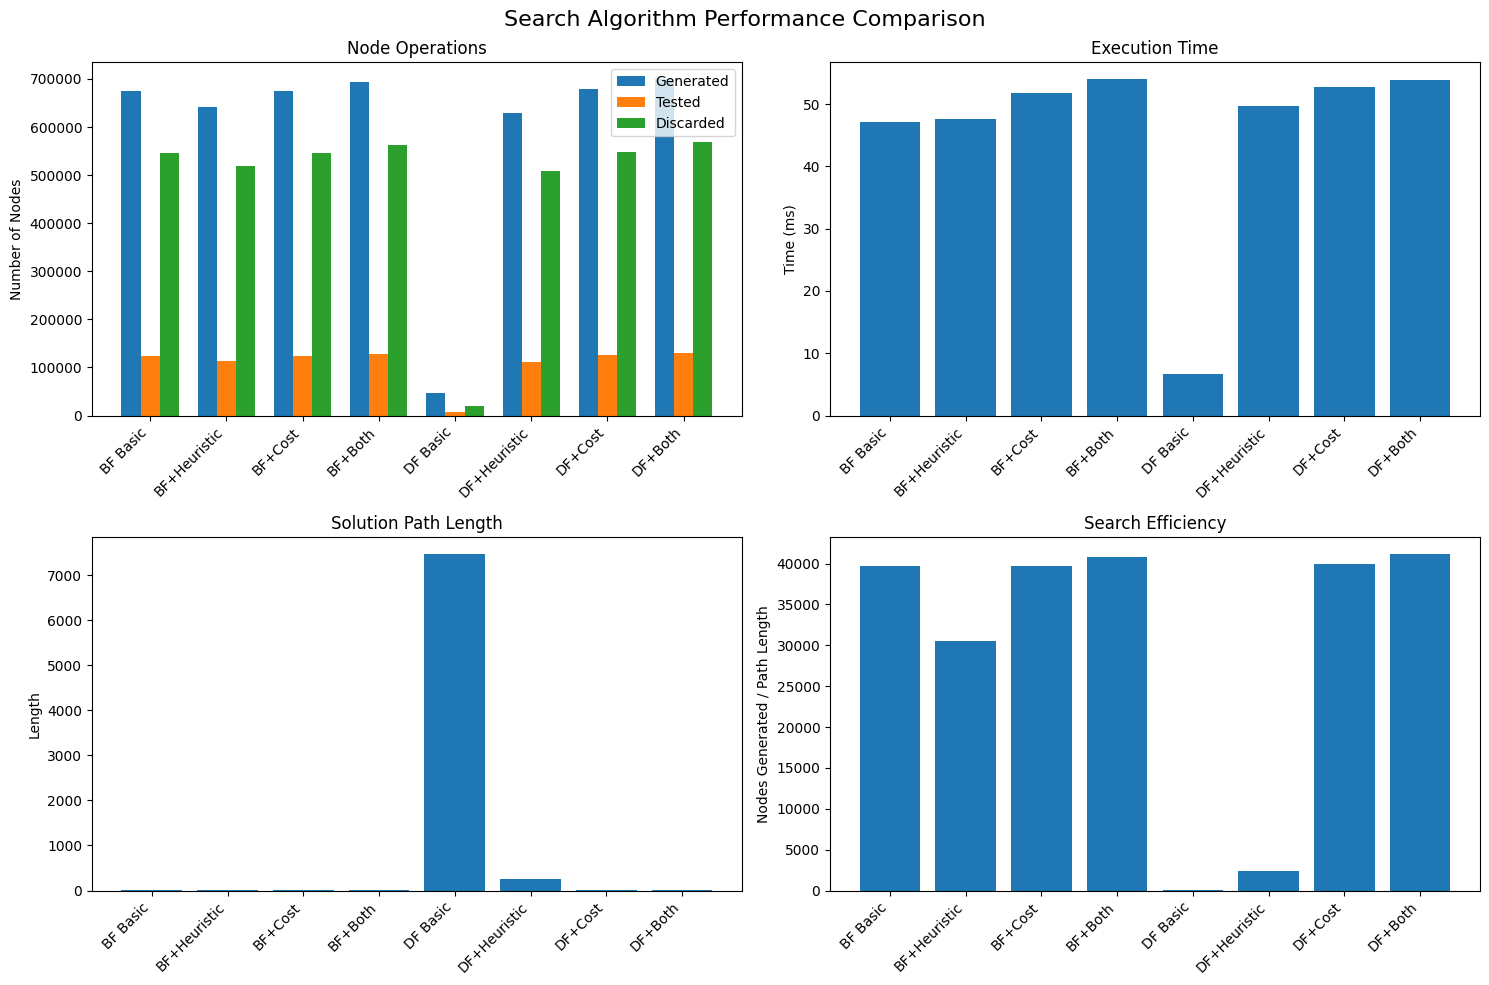 Search Algorithm Performance Comparison
Node Operations
Number of Nodes
700000
600000
500000
400000
300000
200000
100000
0
Generated
Tested
Discarded
BF Basic
BF+Heuristic
BF+Cost
BF+Both
DF Basic
DF+Heuristic
DF+Cost
DF+Both
Execution Time
Time (ms)
50
40
30
20
10
0
BF Basic
BF+Heuristic
BF+Cost
BF+Both
DF Basic
DF+Heuristic
DF+Cost
DF+Both
Solution Path Length
Length
7000
6000
5000
4000
3000
2000
1000
0
BF Basic
BF+Heuristic
BF+Cost
BF+Both
DF Basic
DF+Heuristic
DF+Cost
DF+Both
Search Efficiency
Nodes Generated / Path Length
40000
35000
30000
25000
20000
15000
10000
5000
0
BF Basic
BF+Heuristic
BF+Cost
BF+Both
DF Basic
DF+Heuristic
DF+Cost
DF+Both